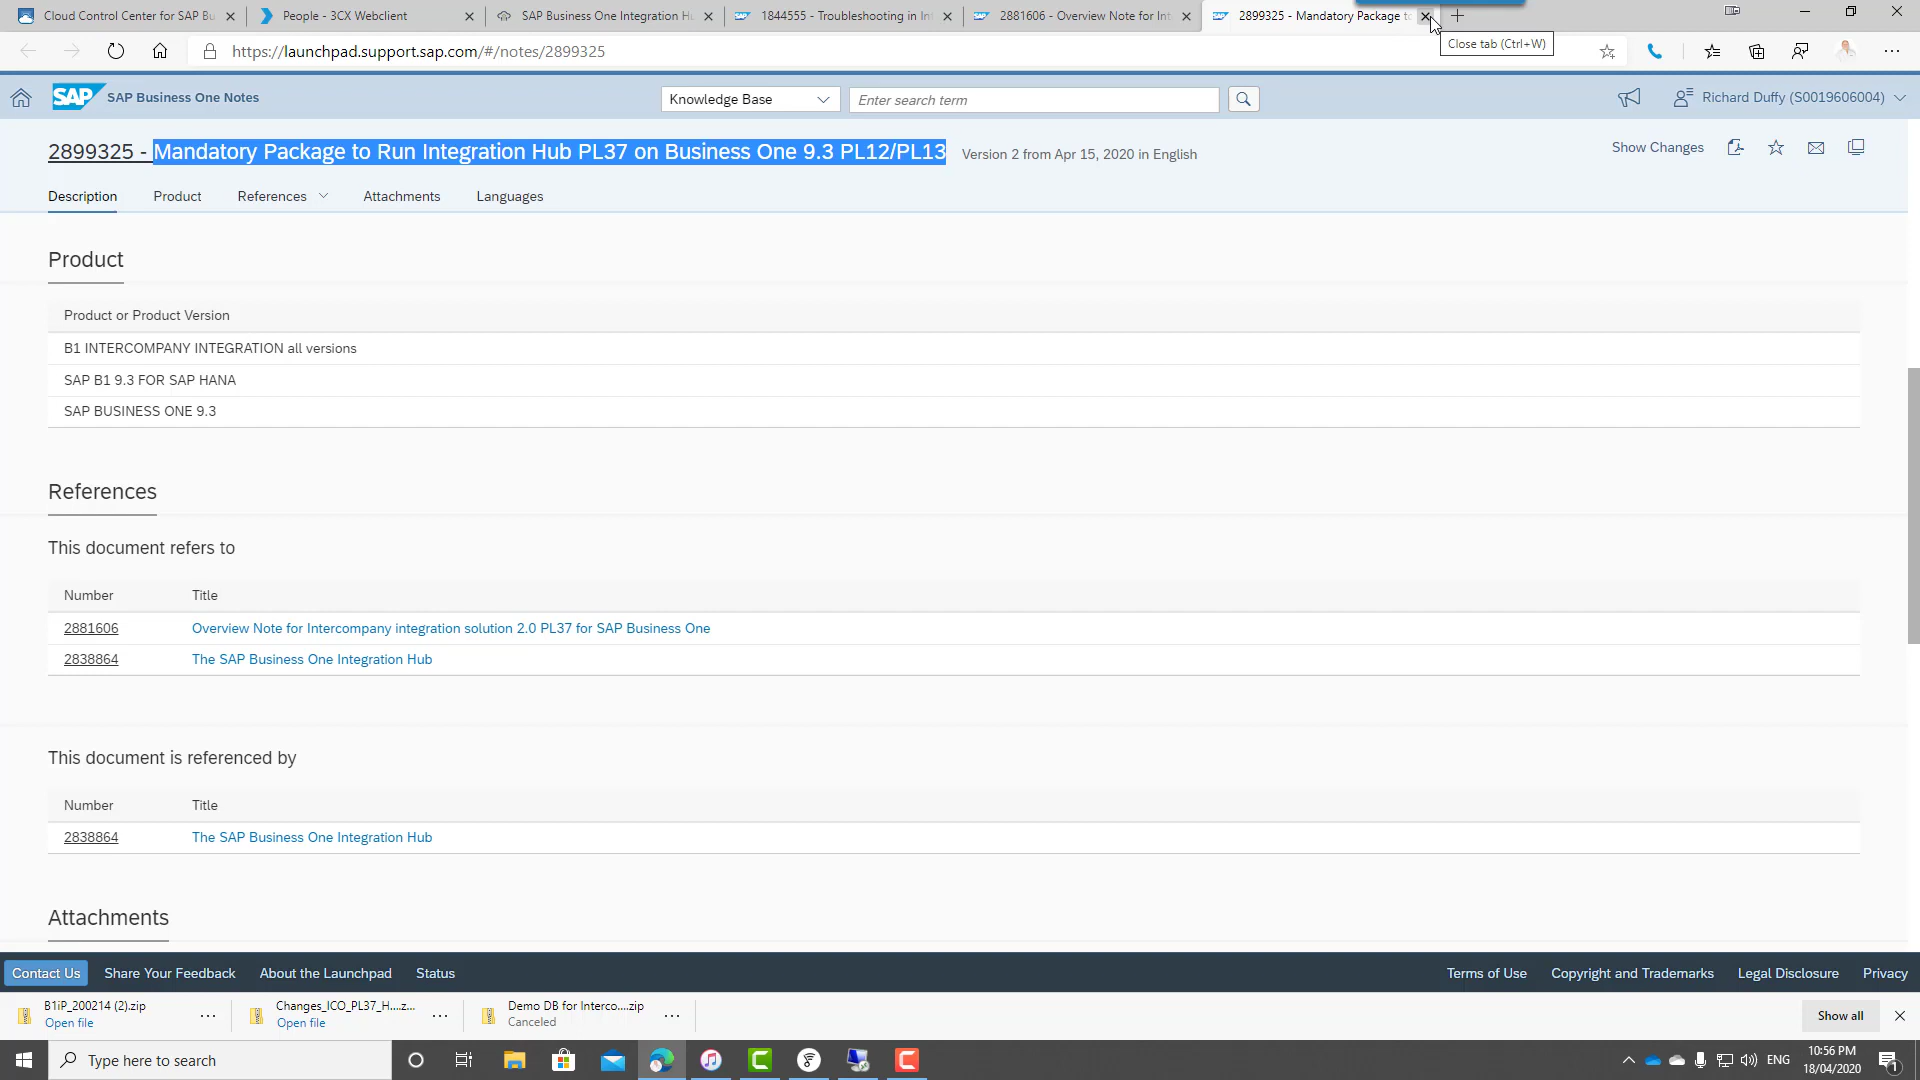 Cloud Control Center for SAP Bu
People - 3CX Webclient
SAP Business One Integration Hu
1844555 - Troubleshooting in Int
2881606 - Overview Note for Int
2899325 - Mandatory Package to
Close tab (Ctrl+W)
https://launchpad.support.sap.com/#/notes/2899325
SAP SAP Business One Notes
Knowledge Base
Enter search term
Richard Duffy (S0019606004)
2899325 - Mandatory Package to Run Integration Hub PL37 on Business One 9.3 PL12/PL13 Version 2 from Apr 15, 2020 in English
Show Changes
Description Product References Attachments Languages
Product
Product or Product Version
B1 INTERCOMPANY INTEGRATION all versions
SAP B1 9.3 FOR SAP HANA
SAP BUSINESS ONE 9.3
References
This document refers to
Number Title
2881606 Overview Note for Intercompany integration solution 2.0 PL37 for SAP Business One
2838864 The SAP Business One Integration Hub
This document is referenced by
Number Title
2838864 The SAP Business One Integration Hub
Attachments
Contact Us Share Your Feedback About the Launchpad Status Terms of Use Copyright and Trademarks Legal Disclosure Privacy
B1iP_200214 (2).zip
Open file
Changes_ICO_PL37_H....z...
Open file
Demo DB for Interco....zip
Canceled
Show all
Type here to search
ENG
10:56 PM
18/04/2020
1